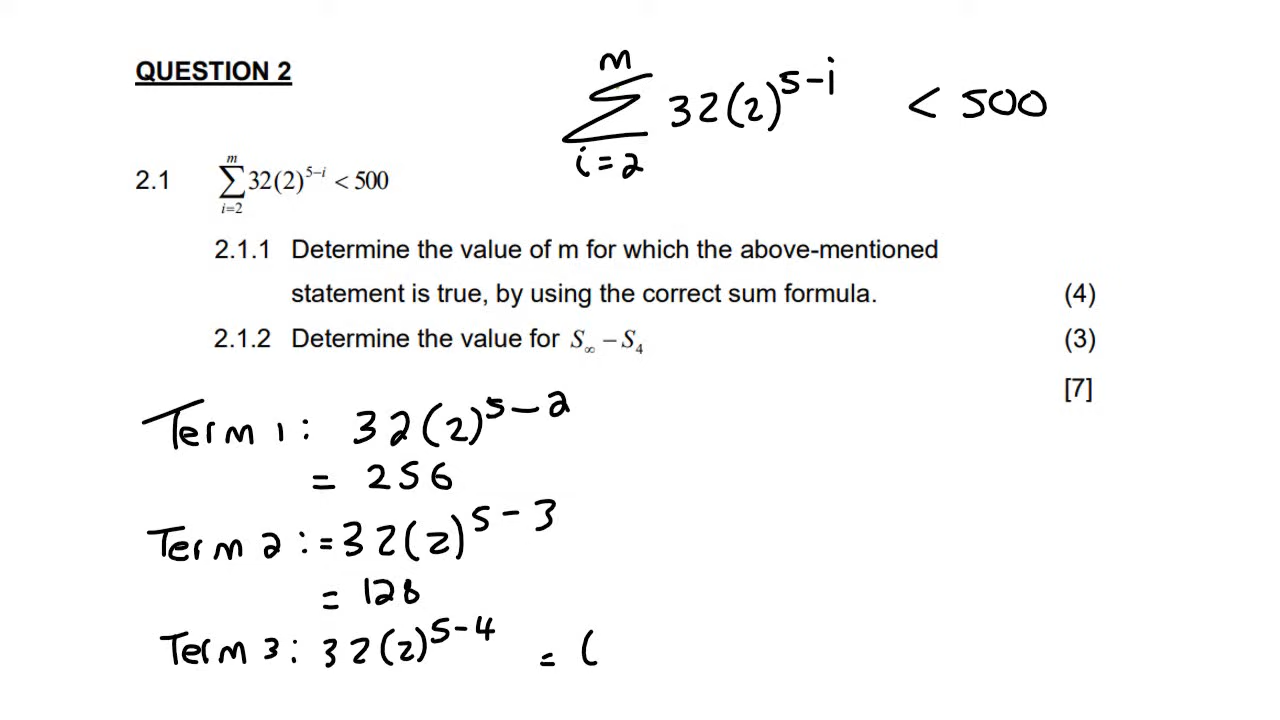 QUESTION 2
m
Σ 32(2)^5-i < 500
i=2
2.1 m
Σ 32(2)^5-i < 500
i=2
2.1.1 Determine the value of m for which the above-mentioned
statement is true, by using the correct sum formula. (4)
2.1.2 Determine the value for S∞ – S4 (3)
[7]
Term 1: 32(2)^5-2
= 256
Term 2: = 32(2)^5-3
= 128
Term 3: 32(2)^5-4 = (